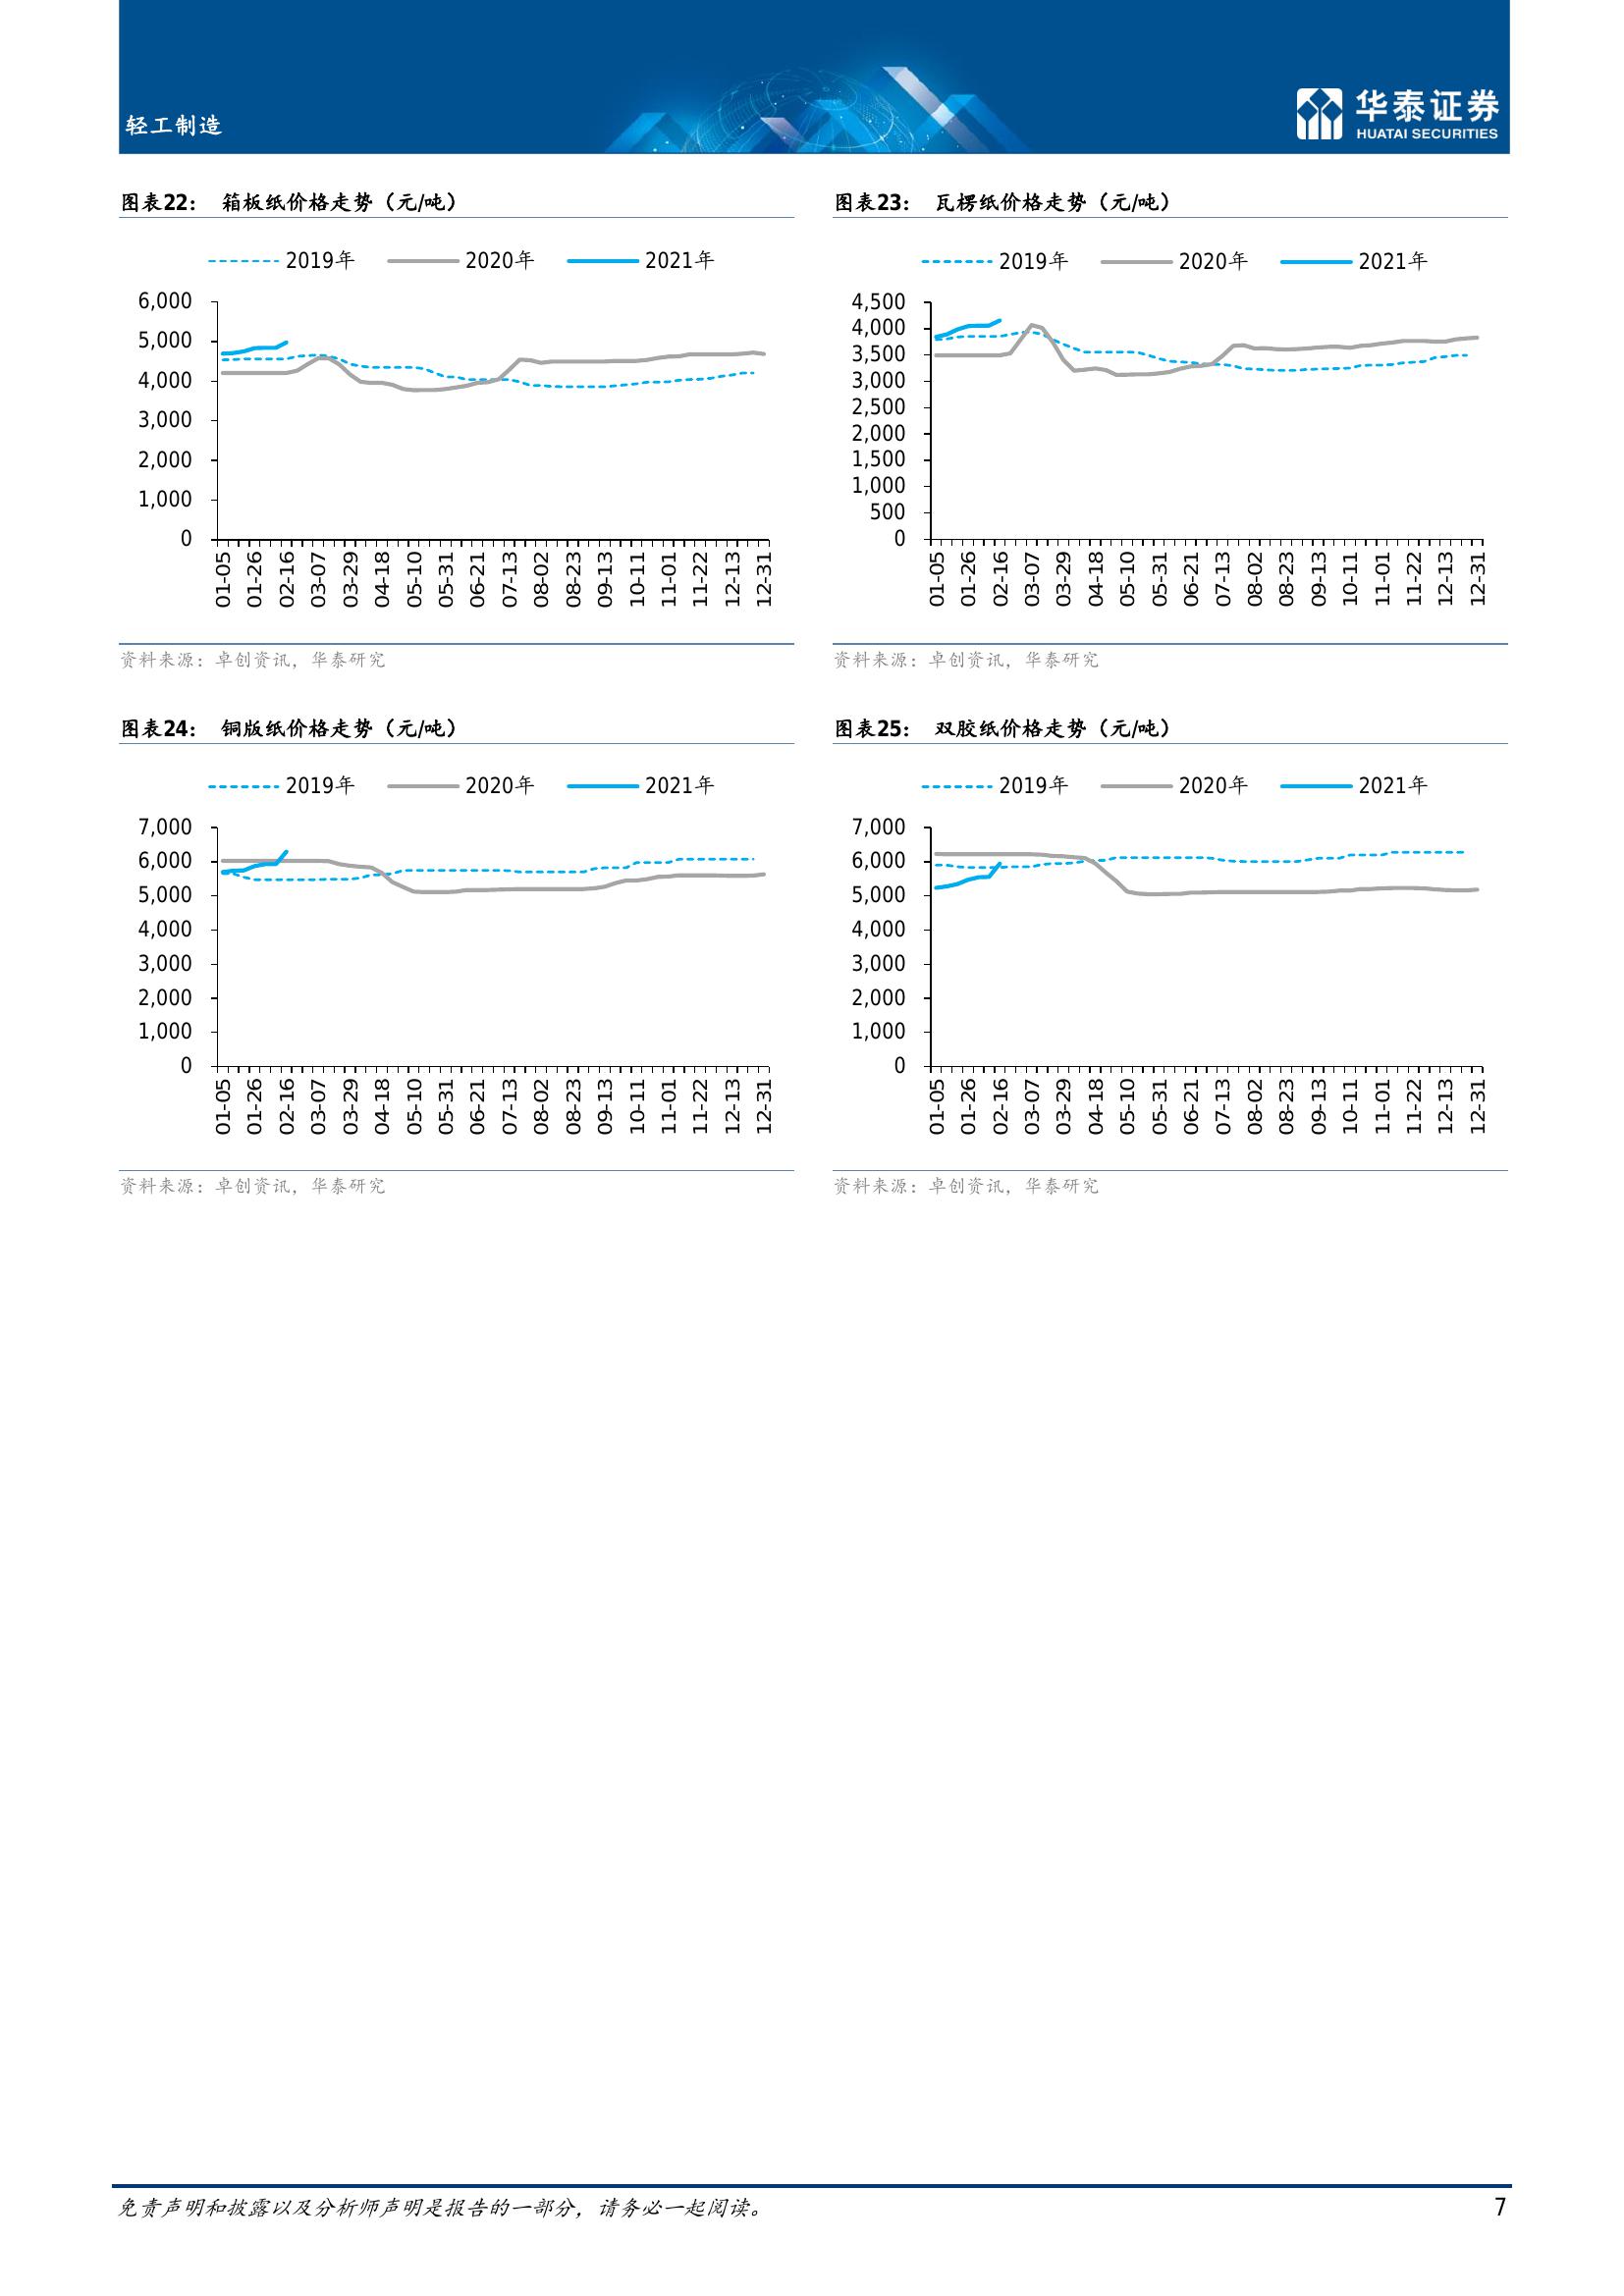 轻工制造
华泰证券
HUATAI SECURITIES
图表22： 箱板纸价格走势（元/吨）
2019年 2020年 2021年
6,000
5,000
4,000
3,000
2,000
1,000
0
01-05 01-26 02-16 03-07 03-29 04-18 05-10 05-31 06-21 07-13 08-02 08-23 09-13 10-11 11-01 11-22 12-13 12-31
资料来源：卓创资讯，华泰研究
图表23： 瓦楞纸价格走势（元/吨）
2019年 2020年 2021年
4,500
4,000
3,500
3,000
2,500
2,000
1,500
1,000
500
0
01-05 01-26 02-16 03-07 03-29 04-18 05-10 05-31 06-21 07-13 08-02 08-23 09-13 10-11 11-01 11-22 12-13 12-31
资料来源：卓创资讯，华泰研究
图表24： 铜版纸价格走势（元/吨）
2019年 2020年 2021年
7,000
6,000
5,000
4,000
3,000
2,000
1,000
0
01-05 01-26 02-16 03-07 03-29 04-18 05-10 05-31 06-21 07-13 08-02 08-23 09-13 10-11 11-01 11-22 12-13 12-31
资料来源：卓创资讯，华泰研究
图表25： 双胶纸价格走势（元/吨）
2019年 2020年 2021年
7,000
6,000
5,000
4,000
3,000
2,000
1,000
0
01-05 01-26 02-16 03-07 03-29 04-18 05-10 05-31 06-21 07-13 08-02 08-23 09-13 10-11 11-01 11-22 12-13 12-31
资料来源：卓创资讯，华泰研究
免责声明和披露以及分析师声明是报告的一部分，请务必一起阅读。 7